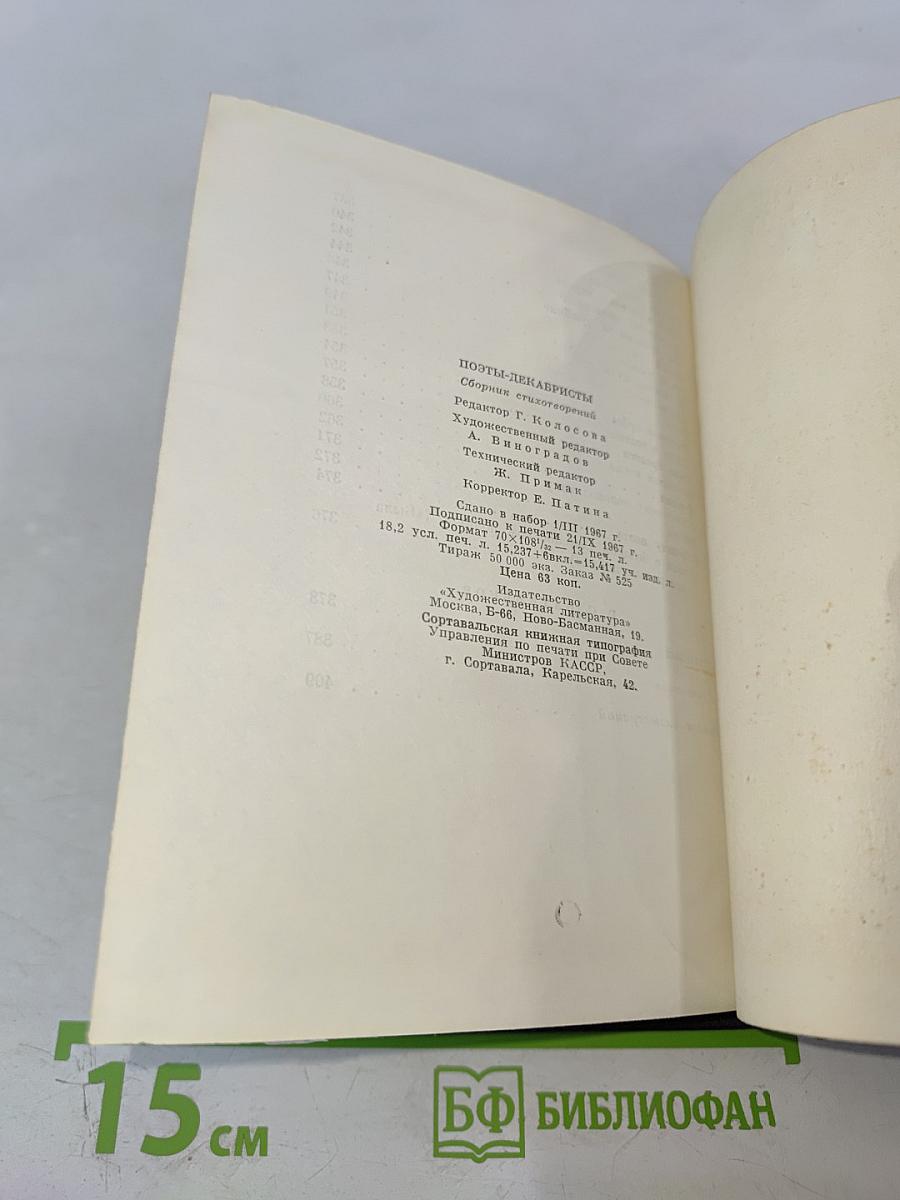 ПОЭТЫ-ДЕКАБРИСТЫ
Сборник стихотворений
Редактор Г. Колосова
Художественный редактор
А. Виноградов
Технический редактор
Ж. Примак
Корректор Е. Патина
Сдано в набор 1/III 1967 г.
Подписано к печати 21/IX 1967 г.
Формат 70×108¹/₃₂ — 13 печ. л.
18,2 усл. печ. л. 15,237+6вкл.=15,417 уч. изд. л.
Тираж 50 000 экз. Заказ № 525
Цена 63 коп.
Издательство
«Художественная литература»
Москва, Б-66, Ново-Басманная, 19.
Сортавальская книжная типография
Управления по печати при Совете
Министров КАССР,
г. Сортавала, Карельская, 42.
15 см
БФ БИБЛИОФАН